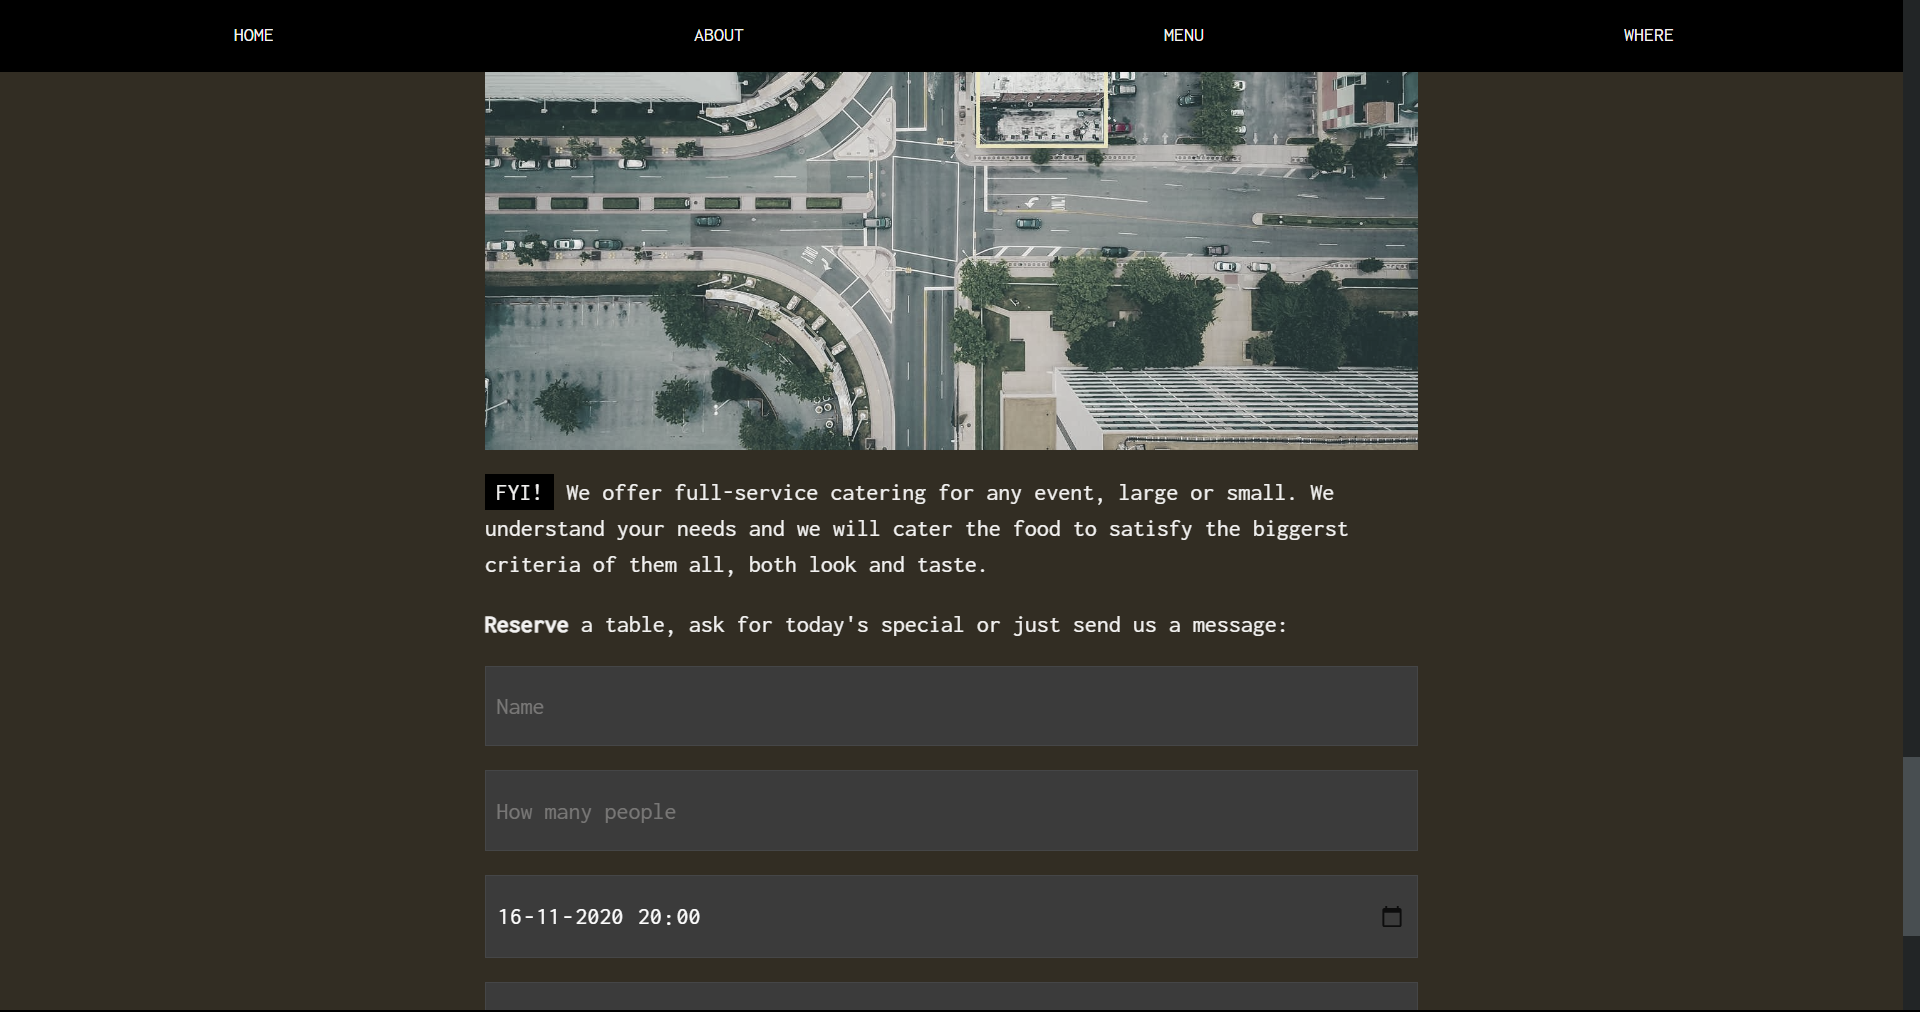 HOME ABOUT MENU WHERE
ONLY
FYI! We offer full-service catering for any event, large or small. We
understand your needs and we will cater the food to satisfy the biggerst
criteria of them all, both look and taste.
Reserve a table, ask for today's special or just send us a message:
Name
How many people
16-11-2020 20:00